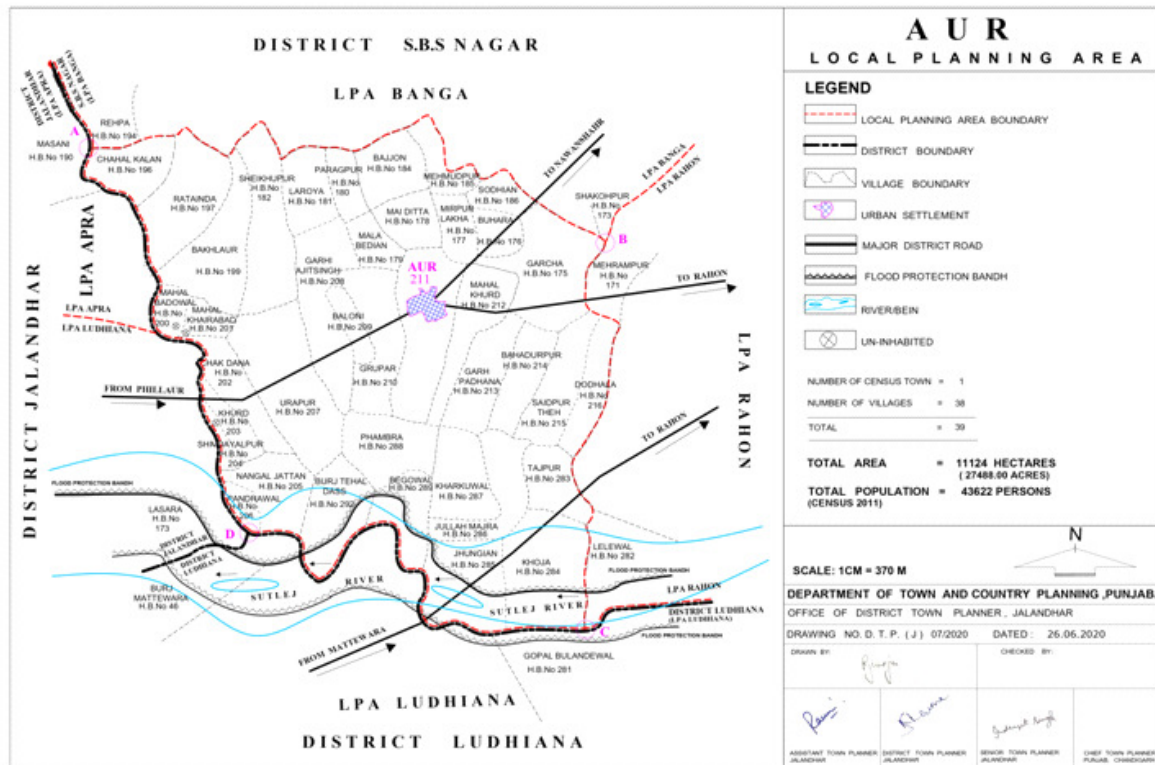 DISTRICT S.B.S NAGAR
LPA BANGA
DISTRICT JALANDHAR
(LPA APRA)
S.B.S NAGAR
(LPA BANGA)
A
REHPA
H.B.No 194
MASANI
H.B.No 190
CHAHAL KALAN
H.B.No 196
RATAINDA
H.B.No 197
SHEIKHUPUR
H.B.No
182
LAROYA
H.B.No 181
PARAGPUR
H.B.No
180
BAJJON
H.B.No 184
MEHMUDPUR
H.B.No 185
SODHIAN
H.B.No 186
TO NAWANSHAHR
SHAKOHPUR
H.B.No
173
LPA BANGA
LPA RAHON
B
MAI DITTA
H.B.No 178
MIRPUR
LAKHA
H.B.No
177
BUHARA
H.B.No 176
MALA
BEDIAN
H.B.No 179
BAKHLAUR
H.B.No 199
GARHI
AJITSINGH
H.B.No 208
AUR
211
GARCHA
H.B.No 175
MEHRAMPUR
H.B.No
171
MAHAL
KHURD
H.B.No 212
TO RAHON
LPA APRA
DISTRICT JALANDHAR
MAHAL
BADOWAL
H.B.No
200
MAHAL
KHAIRABAD
H.B.No 201
LPA APRA
LPA LUDHIANA
BALONI
H.B.No 209
HAK DANA
H.B.No
202
GRUPAR
H.B.No 210
BAHADURPUR
H.B.No 214
GARH
PADHANA
H.B.No 213
DODHALA
H.B.No
216
SAIDPUR
THEH
H.B.No 215
FROM PHILLAUR
URAPUR
H.B.No 207
KHURD
H.B.No
203
PHAMBRA
H.B.No 288
TO RAHON
LPA RAHON
H.B.No
204
NANGAL JATTAN
H.B.No 205
BURJ TEHAL
DASS
H.B.No 292
BEGOWAL
H.B.No 289
KHARKUWAL
H.B.No 287
TAJPUR
H.B.No 283
FLOOD PROTECTION BANDH
LASARA
H.B.No
173
D
DISTRICT
JALANDHAR
DISTRICT
LUDHIANA
JULLAH MAJRA
H.B.No 286
JHUNGIAN
H.B.No 285
KHOJA
H.B.No 284
LELEWAL
H.B.No 282
FLOOD PROTECTION BANDH
BURJ
MATTEWARA
H.B.No 46
SUTLEJ RIVER
SUTLEJ RIVER
LPA RAHON
DISTRICT LUDHIANA
(LPA LUDHIANA)
C
FLOOD PROTECTION BANDH
FROM MATTEWARA
GOPAL BULANDEWAL
H.B.No 281
LPA LUDHIANA
DISTRICT LUDHIANA
AUR
LOCAL PLANNING AREA
LEGEND
LOCAL PLANNING AREA BOUNDARY
DISTRICT BOUNDARY
VILLAGE BOUNDARY
URBAN SETTLEMENT
MAJOR DISTRICT ROAD
FLOOD PROTECTION BANDH
RIVER/BEIN
UN-INHABITED
NUMBER OF CENSUS TOWN = 1
NUMBER OF VILLAGES = 38
TOTAL = 39
TOTAL AREA = 11124 HECTARES
( 27488.00 ACRES)
TOTAL POPULATION = 43622 PERSONS
(CENSUS 2011)
N
SCALE: 1CM = 370 M
DEPARTMENT OF TOWN AND COUNTRY PLANNING ,PUNJAB
OFFICE OF DISTRICT TOWN PLANNER, JALANDHAR
DRAWING NO. D. T. P. ( J ) 07/2020 DATED : 26.06.2020
DRAWN BY: CHECKED BY:
ASSISTANT TOWN PLANNER
JALANDHAR
DISTRICT TOWN PLANNER
JALANDHAR
SENIOR TOWN PLANNER
JALANDHAR
CHIEF TOWN PLANNER
PUNJAB, CHANDIGARH